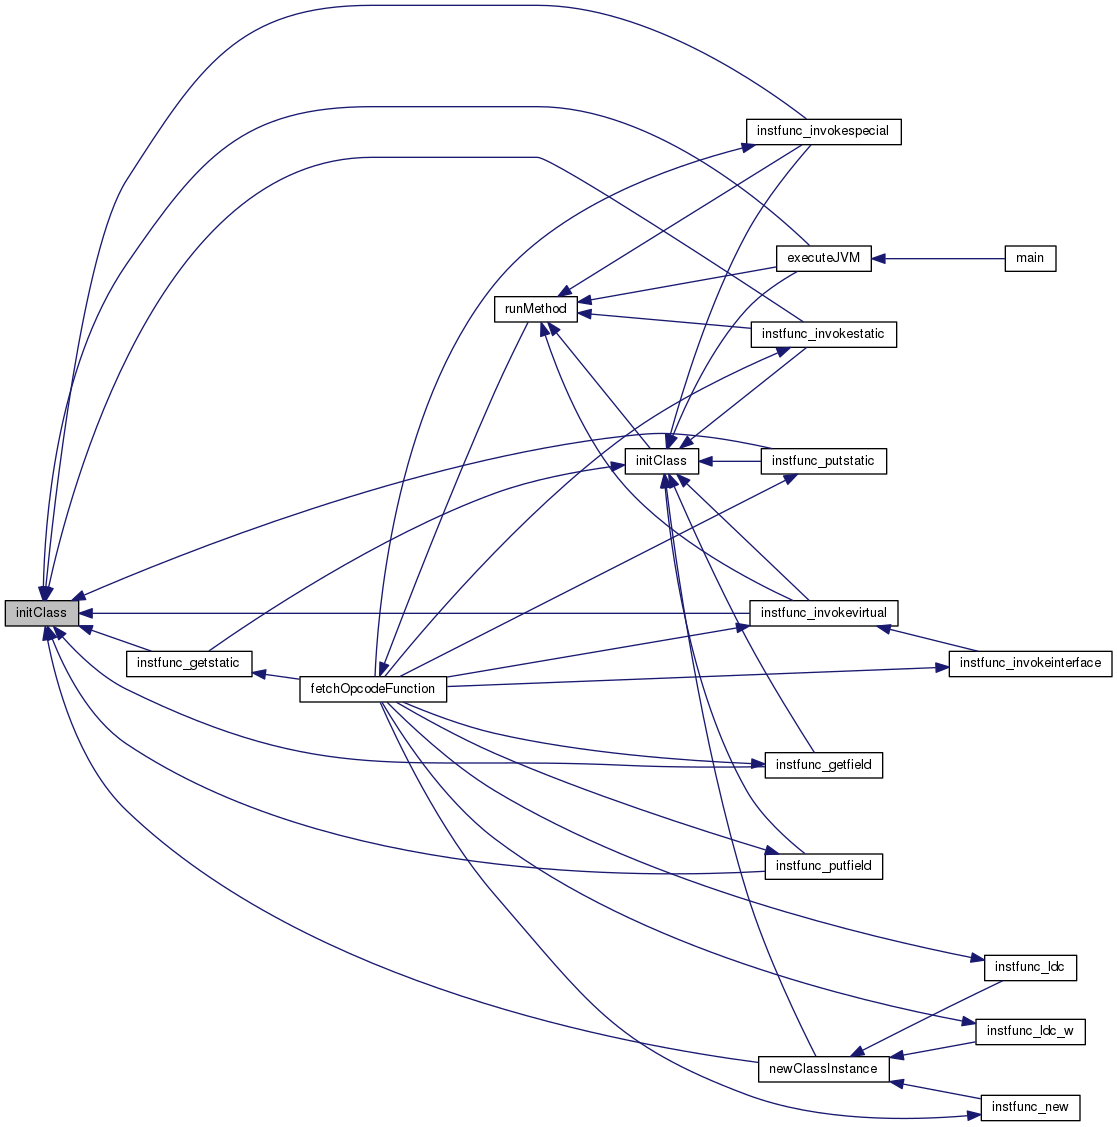 instfunc_invokespecial
executeJVM
main
runMethod
instfunc_invokestatic
initClass
instfunc_putstatic
initClass
instfunc_invokevirtual
instfunc_getstatic
instfunc_invokeinterface
fetchOpcodeFunction
instfunc_getfield
instfunc_putfield
instfunc_ldc
instfunc_ldc_w
newClassInstance
instfunc_new